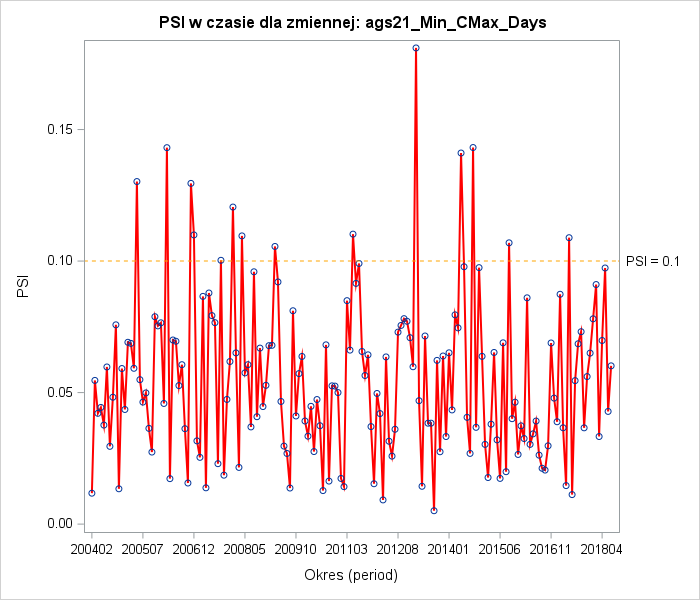 PSI w czasie dla zmiennej: ags21_Min_CMax_Days
0.15
0.10
0.05
0.00
PSI
PSI = 0.1
200402 200507 200612 200805 200910 201103 201208 201401 201506 201611 201804
Okres (period)